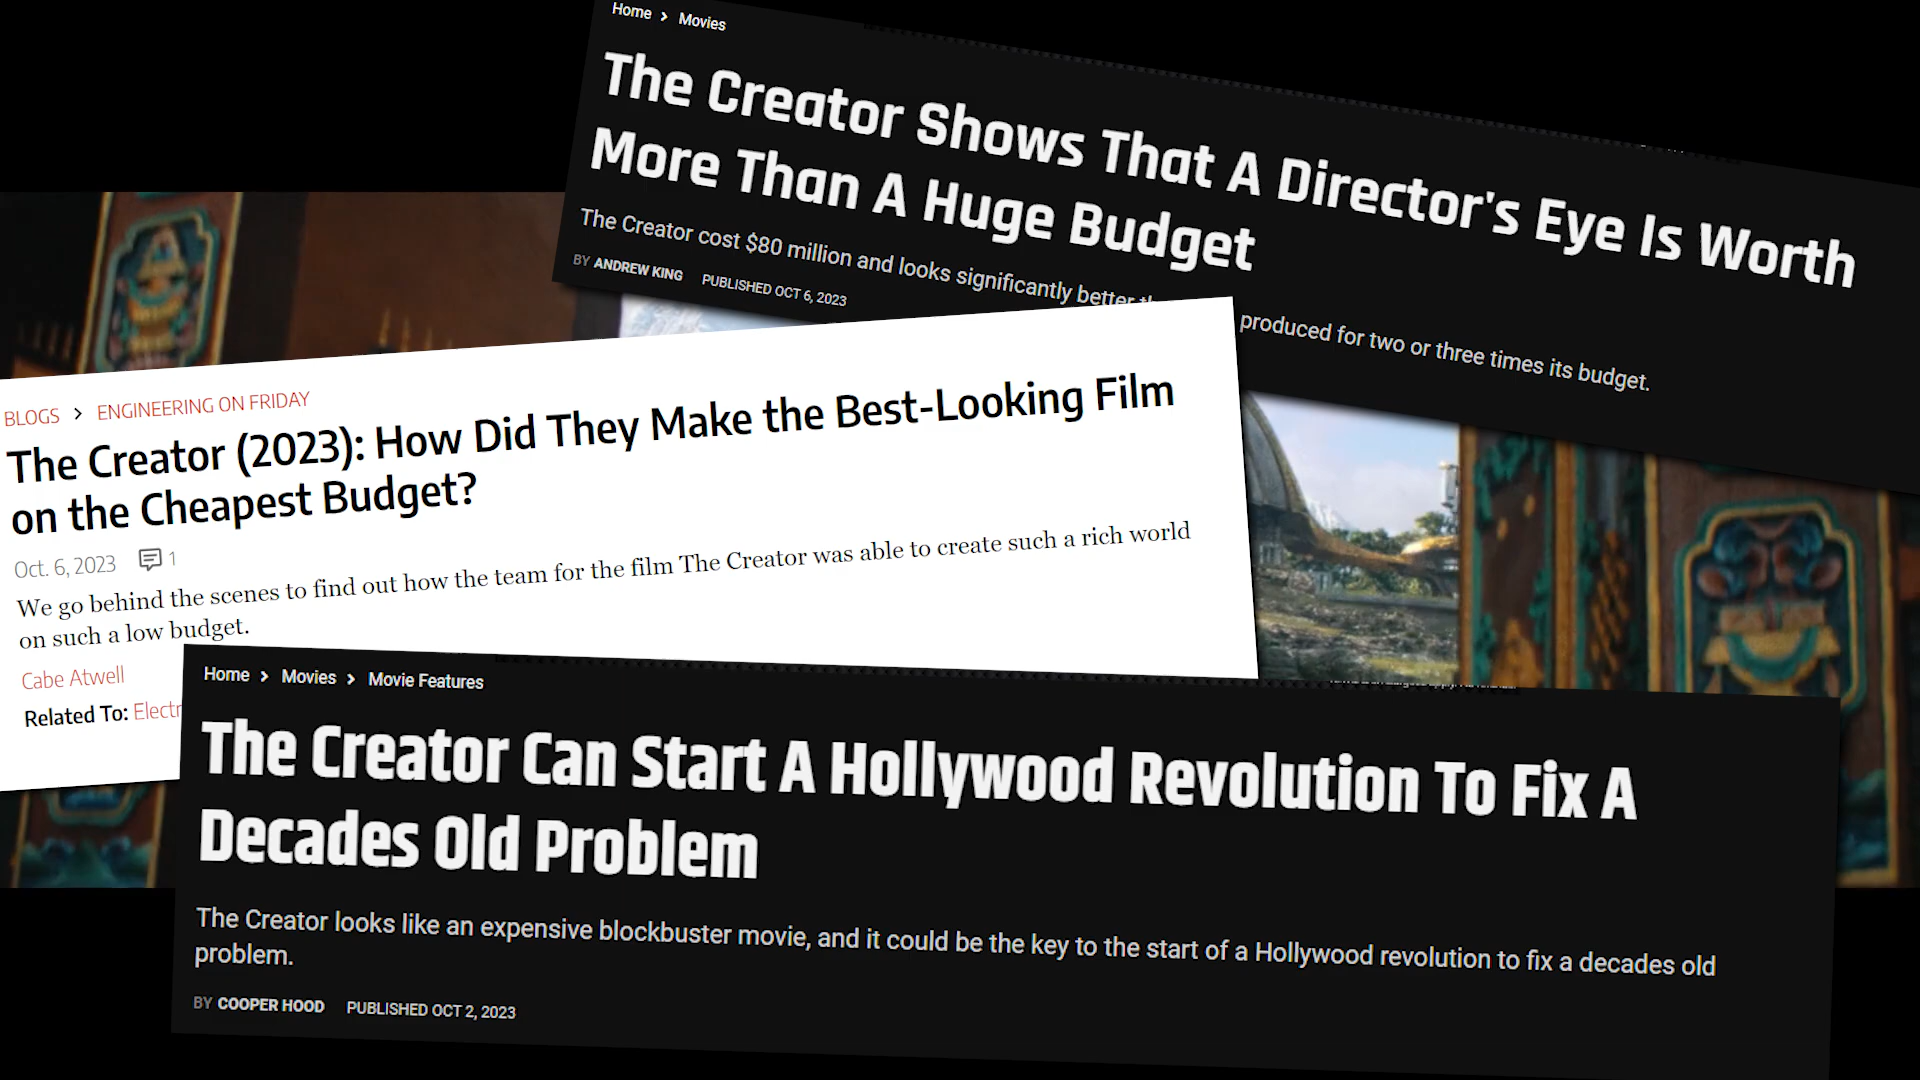 Home > Movies
The Creator Shows That A Director's Eye Is Worth
More Than A Huge Budget
The Creator cost $80 million and looks significantly better produced for two or three times its budget.
BY ANDREW KING PUBLISHED OCT 6, 2023
BLOGS > ENGINEERING ON FRIDAY
The Creator (2023): How Did They Make the Best-Looking Film
on the Cheapest Budget?
Oct. 6, 2023 1
We go behind the scenes to find out how the team for the film The Creator was able to create such a rich world
on such a low budget.
Cabe Atwell
Related To:
Home > Movies > Movie Features
The Creator Can Start A Hollywood Revolution To Fix A
Decades Old Problem
The Creator looks like an expensive blockbuster movie, and it could be the key to the start of a Hollywood revolution to fix a decades old
problem.
BY COOPER HOOD PUBLISHED OCT 2, 2023